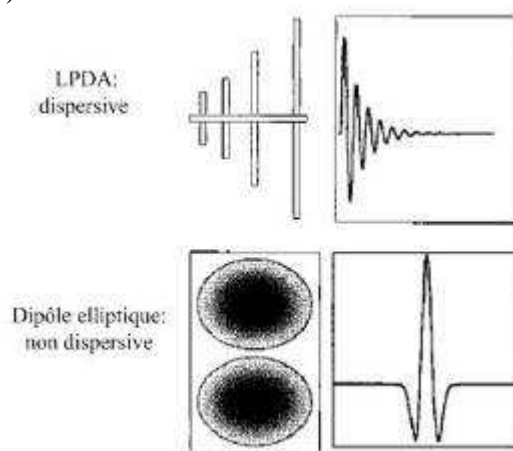 )
LPDA:
dispersive
Dipôle elliptique:
non dispersive